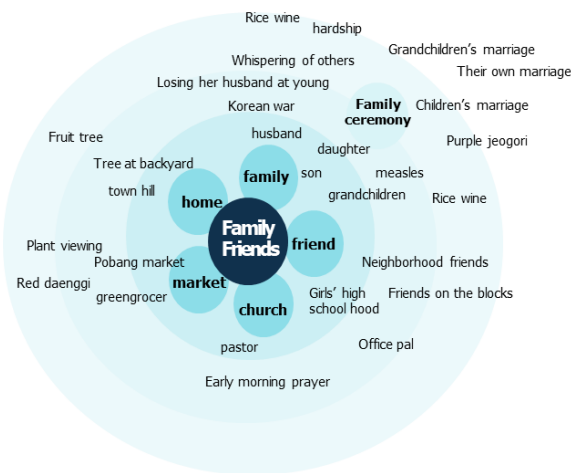 Rice wine
hardship
Grandchildren's marriage
Whispering of others
Their own marriage
Losing her husband at young
Korean war
Family
ceremony
Children's marriage
husband
Fruit tree
daughter
Purple jeogori
Tree at backyard
family
son
measles
town hill
home
grandchildren
Rice wine
Family
Friends
friend
Plant viewing
Pobang market
Neighborhood friends
Red daenggi
market
greengrocer
church
Girls' high
school hood
Friends on the blocks
pastor
Office pal
Early morning prayer